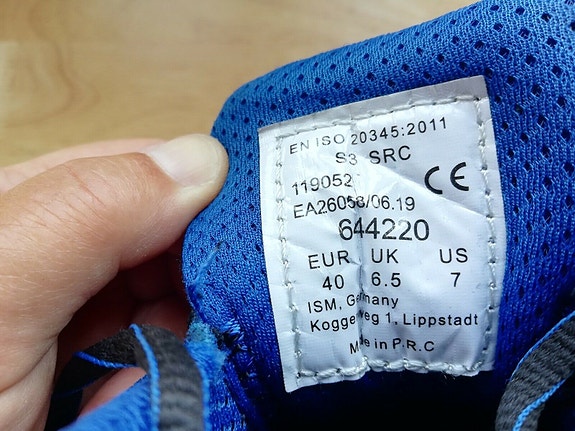 EN ISO 20345:2011
S3 SRC
119052
CE
EA26058/06.19
644220
EUR UK US
40 6.5 7
ISM, Germany
Koggeweg 1, Lippstadt
Made in P.R.C